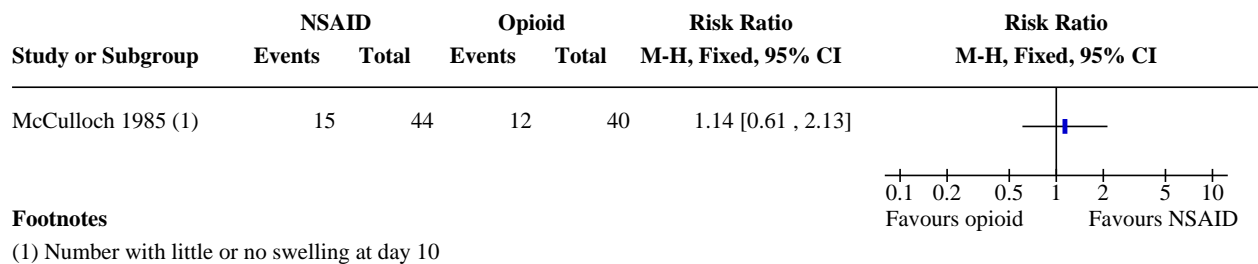 NSAID Opioid Risk Ratio Risk Ratio
Study or Subgroup Events Total Events Total M-H, Fixed, 95% CI M-H, Fixed, 95% CI
McCulloch 1985 (1) 15 44 12 40 1.14 [0.61 , 2.13]
0.1 0.2 0.5 1 2 5 10
Footnotes Favours opioid Favours NSAID
(1) Number with little or no swelling at day 10